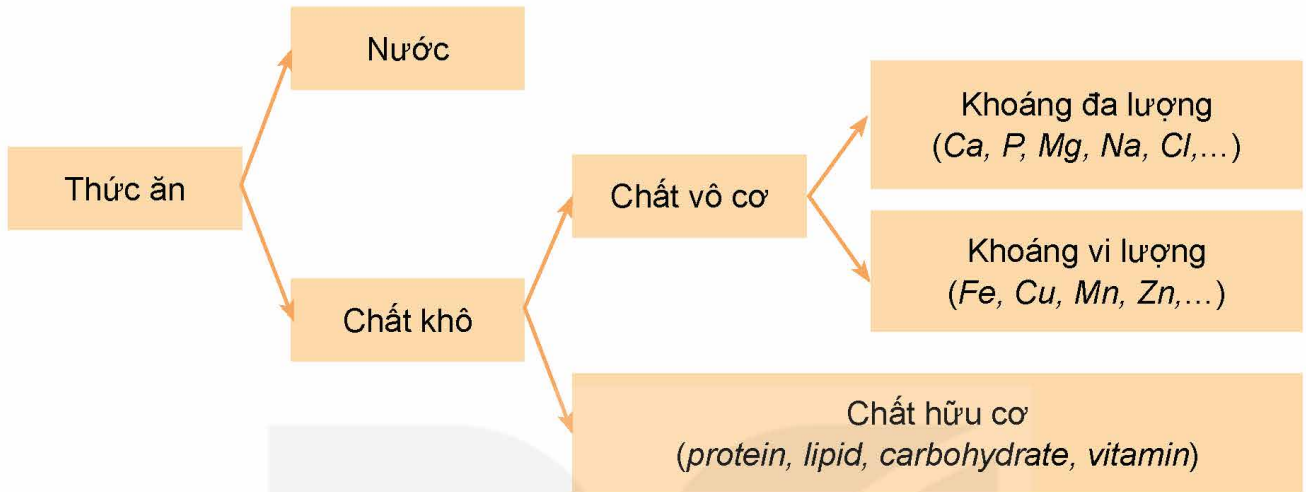 Nước
Thức ăn
Chất khô
Chất vô cơ
Khoáng đa lượng
(Ca, P, Mg, Na, Cl,...)
Khoáng vi lượng
(Fe, Cu, Mn, Zn,...)
Chất hữu cơ
(protein, lipid, carbohydrate, vitamin)